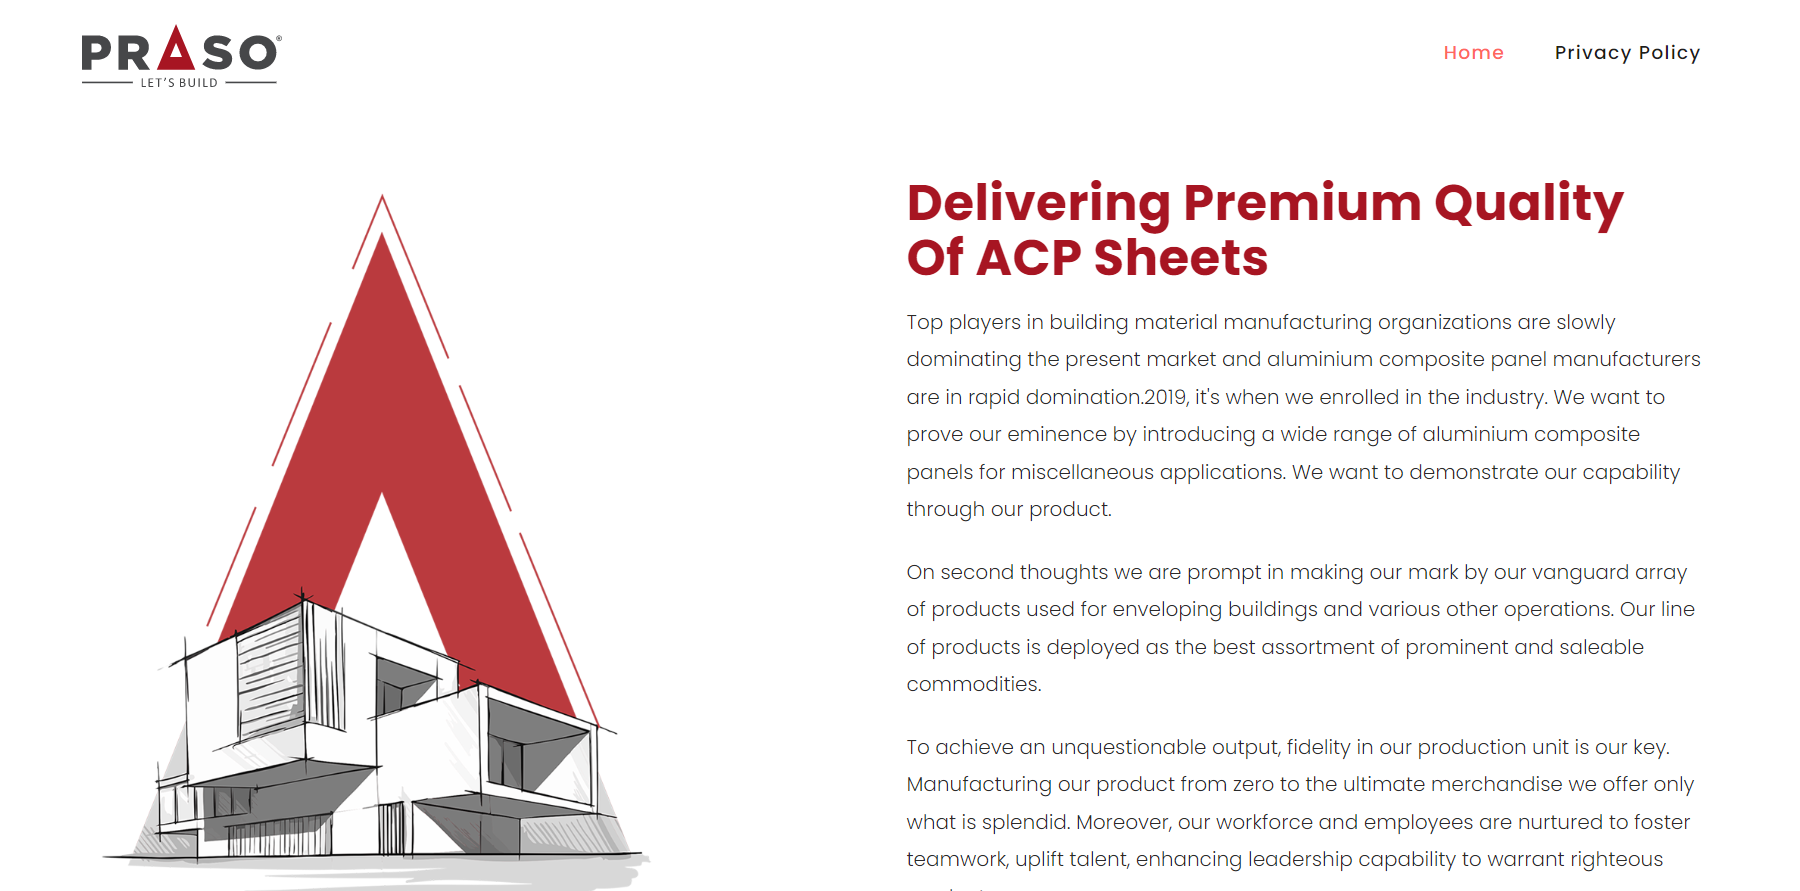 PRASO®
LET'S BUILD
Home
Privacy Policy
Delivering Premium Quality
Of ACP Sheets
Top players in building material manufacturing organizations are slowly
dominating the present market and aluminium composite panel manufacturers
are in rapid domination.2019, it's when we enrolled in the industry. We want to
prove our eminence by introducing a wide range of aluminium composite
panels for miscellaneous applications. We want to demonstrate our capability
through our product.
On second thoughts we are prompt in making our mark by our vanguard array
of products used for enveloping buildings and various other operations. Our line
of products is deployed as the best assortment of prominent and saleable
commodities.
To achieve an unquestionable output, fidelity in our production unit is our key.
Manufacturing our product from zero to the ultimate merchandise we offer only
what is splendid. Moreover, our workforce and employees are nurtured to foster
teamwork, uplift talent, enhancing leadership capability to warrant righteous